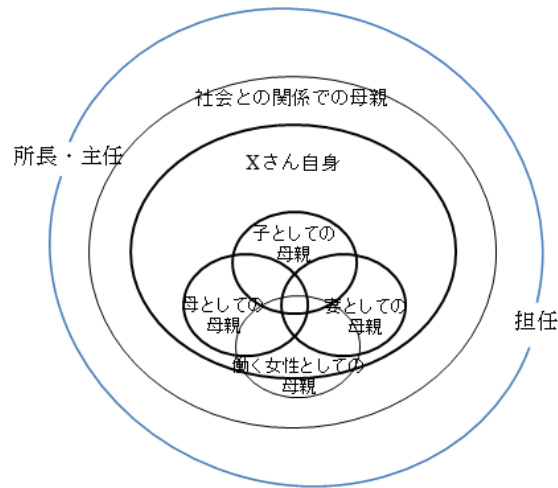 社会との関係での母親
所長・主任
Xさん自身
子としての
母親
母としての
母親
妻としての
母親
担任
働く女性としての
母親